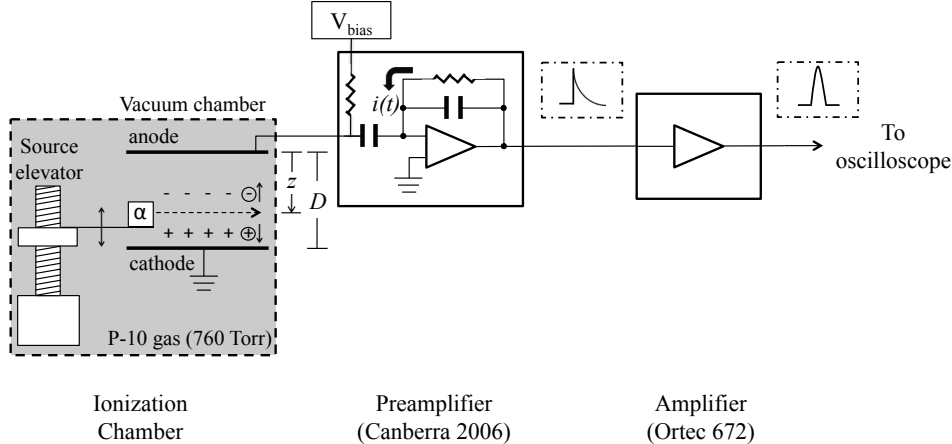 V_bias
i(t)
Vacuum chamber
anode
Source
elevator
z
D
- - - - ⊖
α
+ + + + ⊕
cathode
P-10 gas (760 Torr)
To
oscilloscope
Ionization
Chamber
Preamplifier
(Canberra 2006)
Amplifier
(Ortec 672)